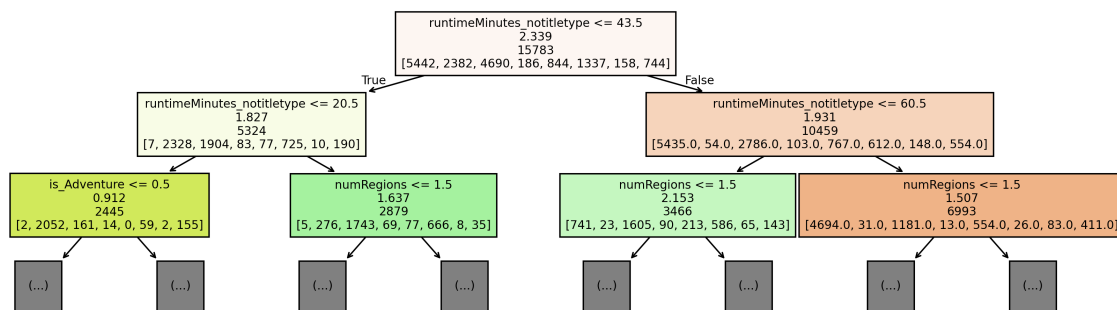 runtimeMinutes_notitletype <= 43.5
2.339
15783
[5442, 2382, 4690, 186, 844, 1337, 158, 744]
True
False
runtimeMinutes_notitletype <= 20.5
1.827
5324
[7, 2328, 1904, 83, 77, 725, 10, 190]
runtimeMinutes_notitletype <= 60.5
1.931
10459
[5435.0, 54.0, 2786.0, 103.0, 767.0, 612.0, 148.0, 554.0]
is_Adventure <= 0.5
0.912
2445
[2, 2052, 161, 14, 0, 59, 2, 155]
numRegions <= 1.5
1.637
2879
[5, 276, 1743, 69, 77, 666, 8, 35]
numRegions <= 1.5
2.153
3466
[741, 23, 1605, 90, 213, 586, 65, 143]
numRegions <= 1.5
1.507
6993
[4694.0, 31.0, 1181.0, 13.0, 554.0, 26.0, 83.0, 411.0]
(...)
(...)
(...)
(...)
(...)
(...)
(...)
(...)